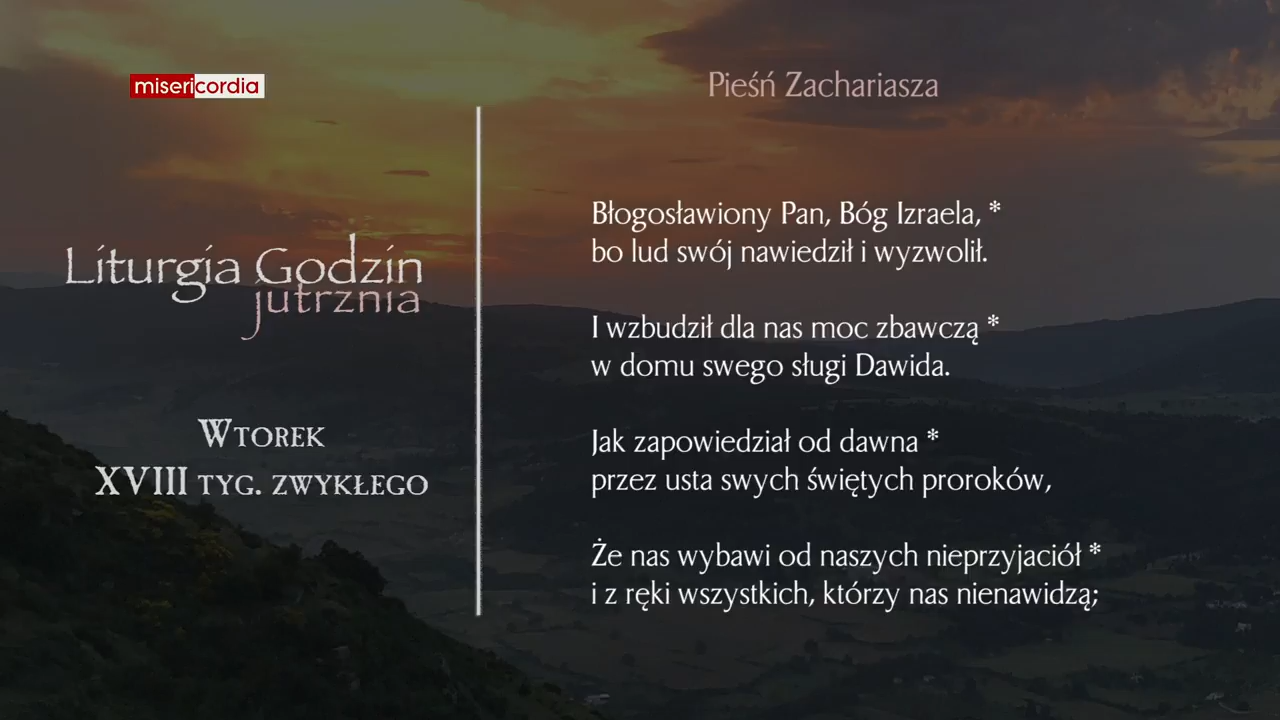 misericordia
Liturgia Godzin
jutrznia
Wtorek
XVIII tyg. zwykłego
Pieśń Zachariasza
Błogosławiony Pan, Bóg Izraela, *
bo lud swój nawiedził i wyzwolił.
I wzbudził dla nas moc zbawczą *
w domu swego sługi Dawida.
Jak zapowiedział od dawna *
przez usta swych świętych proroków,
Że nas wybawi od naszych nieprzyjaciół *
i z ręki wszystkich, którzy nas nienawidzą;